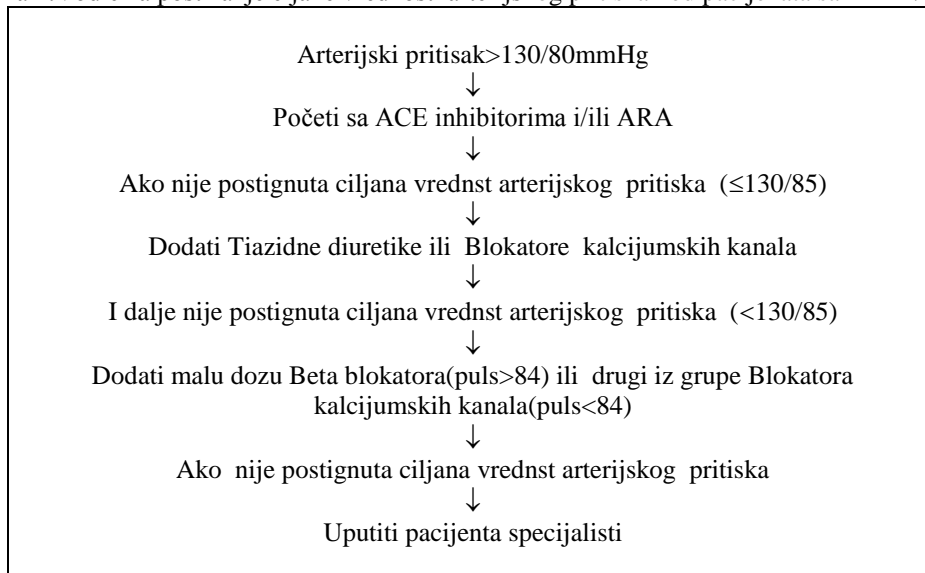 Arterijski pritisak>130/80mmHg
↓
Početi sa ACE inhibitorima i/ili ARA
↓
Ako nije postignuta ciljana vrednst arterijskog pritiska (≤130/85)
↓
Dodati Tiazidne diuretike ili Blokatore kalcijumskih kanala
↓
I dalje nije postignuta ciljana vrednst arterijskog pritiska (<130/85)
↓
Dodati malu dozu Beta blokatora(puls>84) ili drugi iz grupe Blokatora
kalcijumskih kanala(puls<84)
↓
Ako nije postignuta ciljana vrednst arterijskog pritiska
↓
Uputiti pacijenta specijalisti